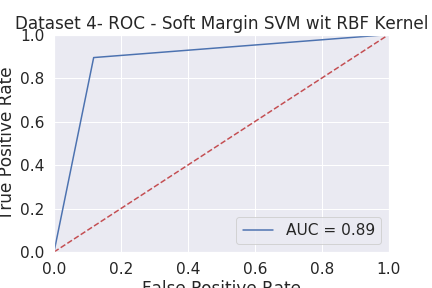 Dataset 4- ROC - Soft Margin SVM wit RBF Kernel
1.0
0.8
0.6
0.4
0.2
0.0
True Positive Rate
AUC = 0.89
0.0 0.2 0.4 0.6 0.8 1.0
False Positive Rate